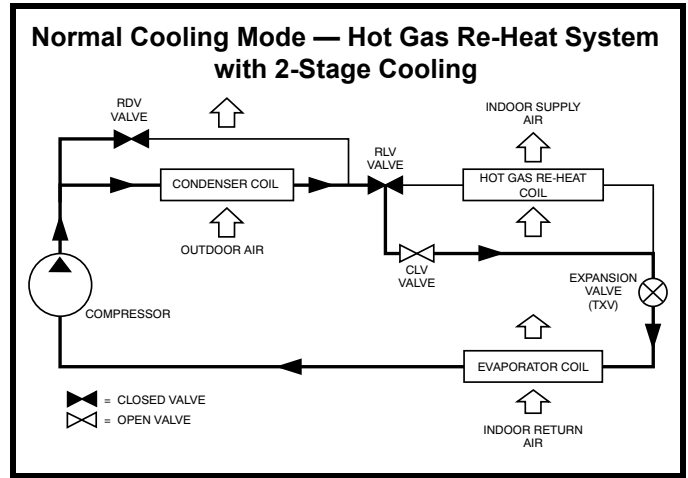 Normal Cooling Mode — Hot Gas Re-Heat System
with 2-Stage Cooling
RDV
VALVE
INDOOR SUPPLY
AIR
RLV
VALVE
CONDENSER COIL
HOT GAS RE-HEAT
COIL
OUTDOOR AIR
CLV
VALVE
EXPANSION
VALVE
(TXV)
COMPRESSOR
EVAPORATOR COIL
= CLOSED VALVE
= OPEN VALVE
INDOOR RETURN
AIR